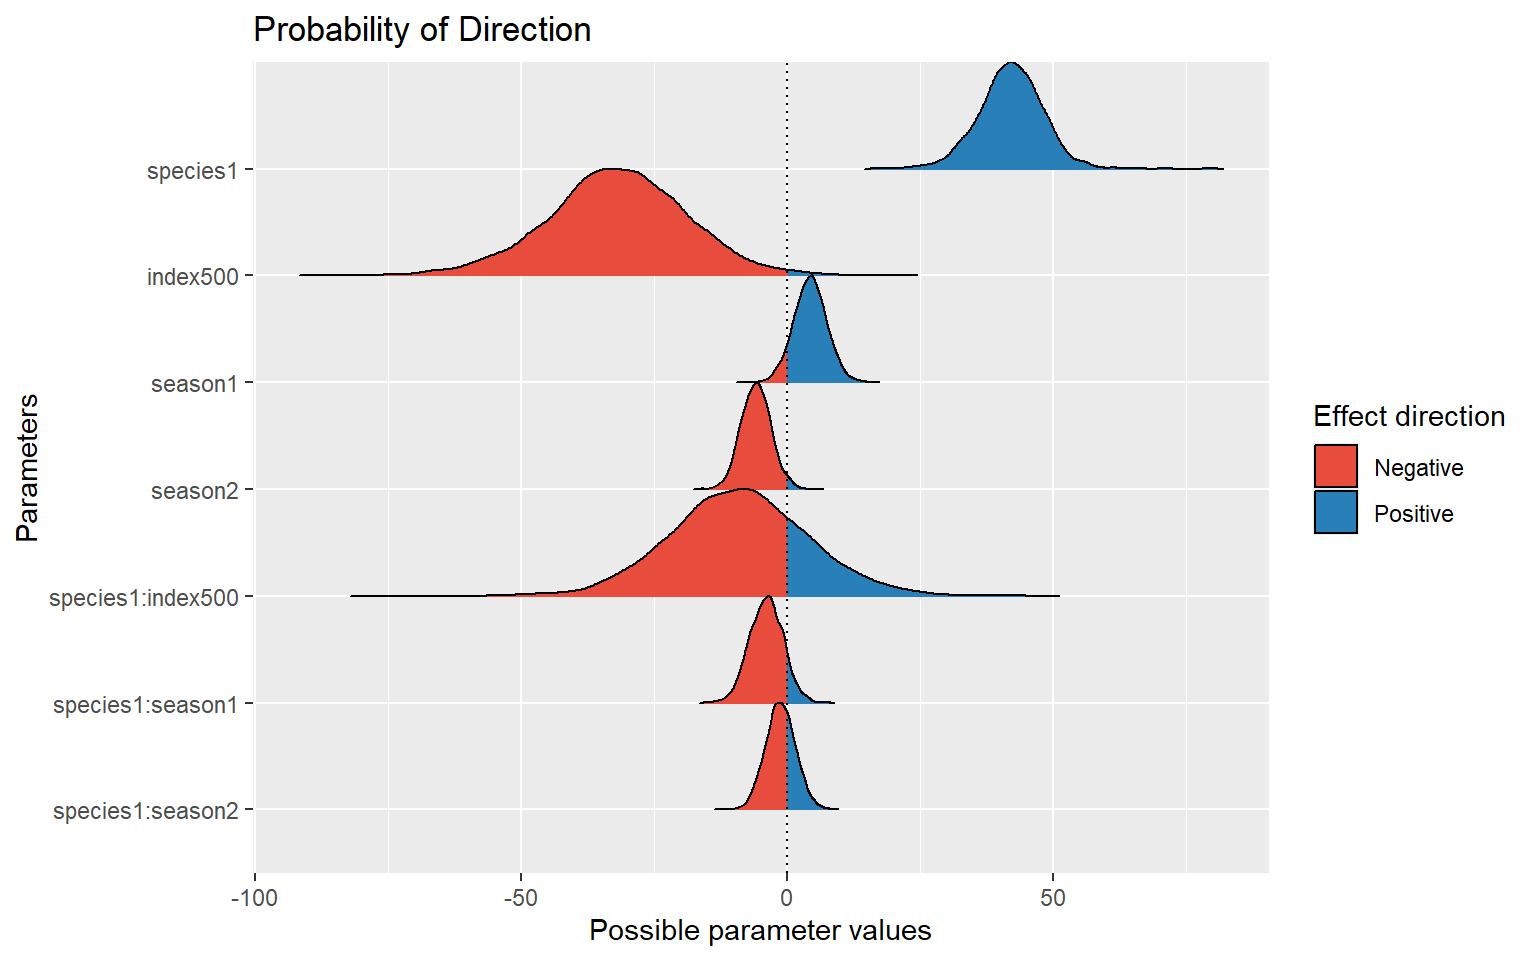 Probability of Direction
Parameters
species1
index500
season1
season2
species1:index500
species1:season1
species1:season2
-100
-50
0
50
Possible parameter values
Effect direction
Negative
Positive